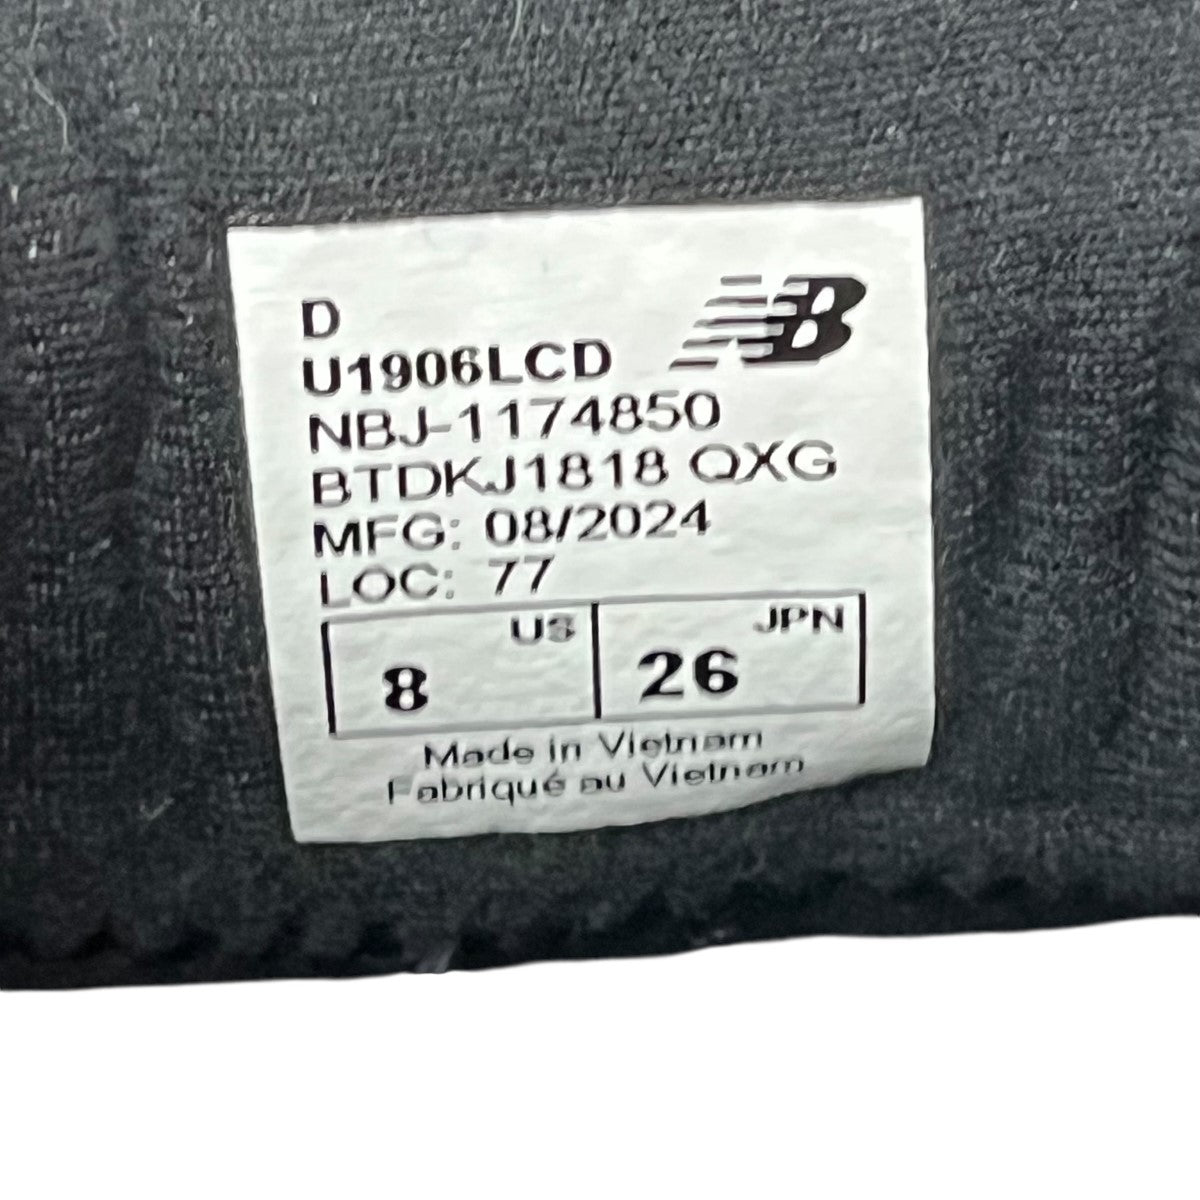 D
NB
U1906LCD
NBJ-1174850
BTDKJ1818 QXG
MFG: 08/2024
LOC: 77
US JPN
8 26
Made in Vietnam
Fabriqué au Vietnam